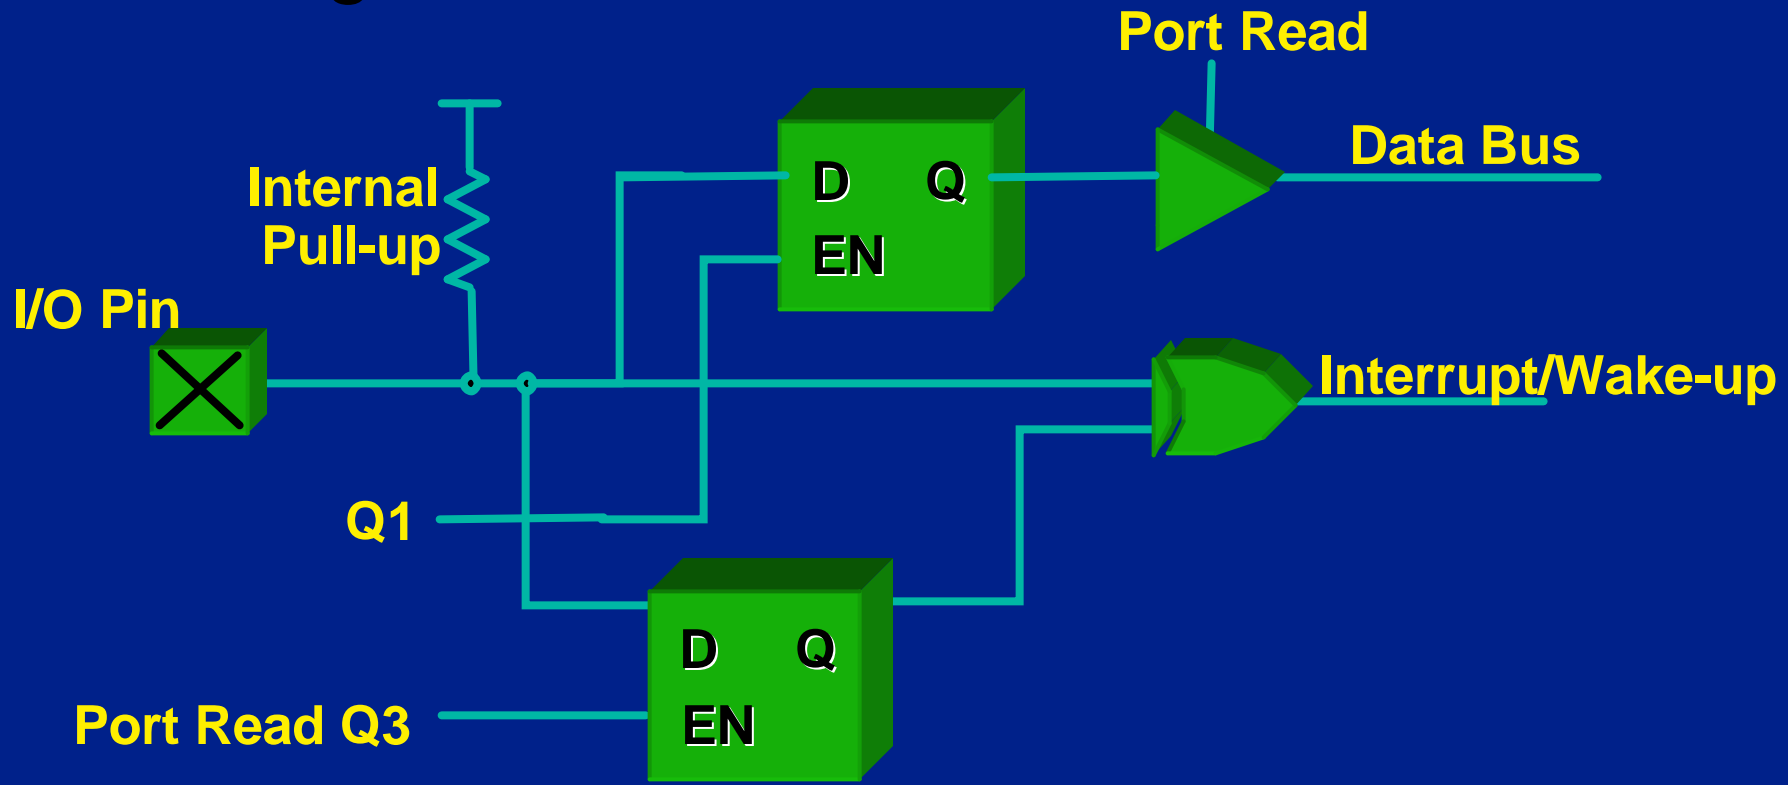 Port Read
Data Bus
Internal
Pull-up
D Q
EN
I/O Pin
Interrupt/Wake-up
Q1
D Q
EN
Port Read Q3